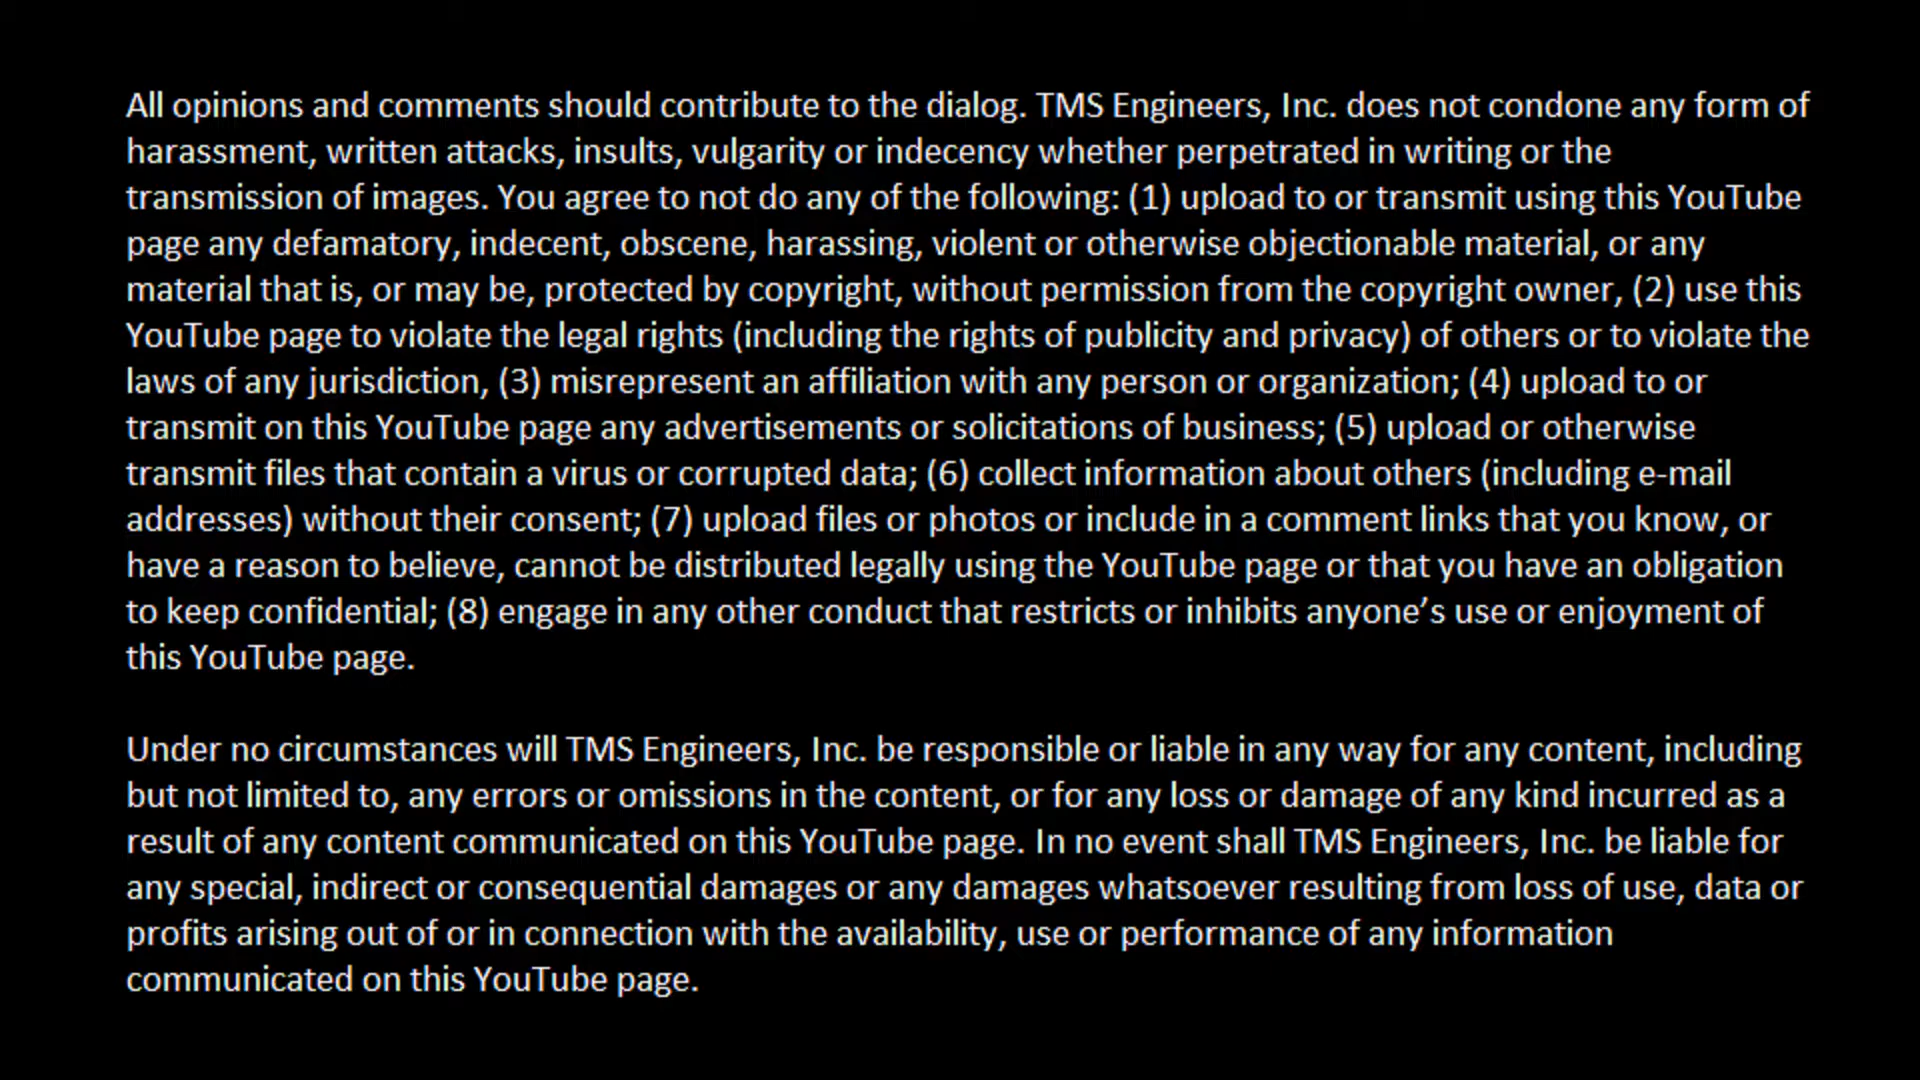 All opinions and comments should contribute to the dialog. TMS Engineers, Inc. does not condone any form of
harassment, written attacks, insults, vulgarity or indecency whether perpetrated in writing or the
transmission of images. You agree to not do any of the following: (1) upload to or transmit using this YouTube
page any defamatory, indecent, obscene, harassing, violent or otherwise objectionable material, or any
material that is, or may be, protected by copyright, without permission from the copyright owner, (2) use this
YouTube page to violate the legal rights (including the rights of publicity and privacy) of others or to violate the
laws of any jurisdiction, (3) misrepresent an affiliation with any person or organization; (4) upload to or
transmit on this YouTube page any advertisements or solicitations of business; (5) upload or otherwise
transmit files that contain a virus or corrupted data; (6) collect information about others (including e-mail
addresses) without their consent; (7) upload files or photos or include in a comment links that you know, or
have a reason to believe, cannot be distributed legally using the YouTube page or that you have an obligation
to keep confidential; (8) engage in any other conduct that restricts or inhibits anyone’s use or enjoyment of
this YouTube page.
Under no circumstances will TMS Engineers, Inc. be responsible or liable in any way for any content, including
but not limited to, any errors or omissions in the content, or for any loss or damage of any kind incurred as a
result of any content communicated on this YouTube page. In no event shall TMS Engineers, Inc. be liable for
any special, indirect or consequential damages or any damages whatsoever resulting from loss of use, data or
profits arising out of or in connection with the availability, use or performance of any information
communicated on this YouTube page.